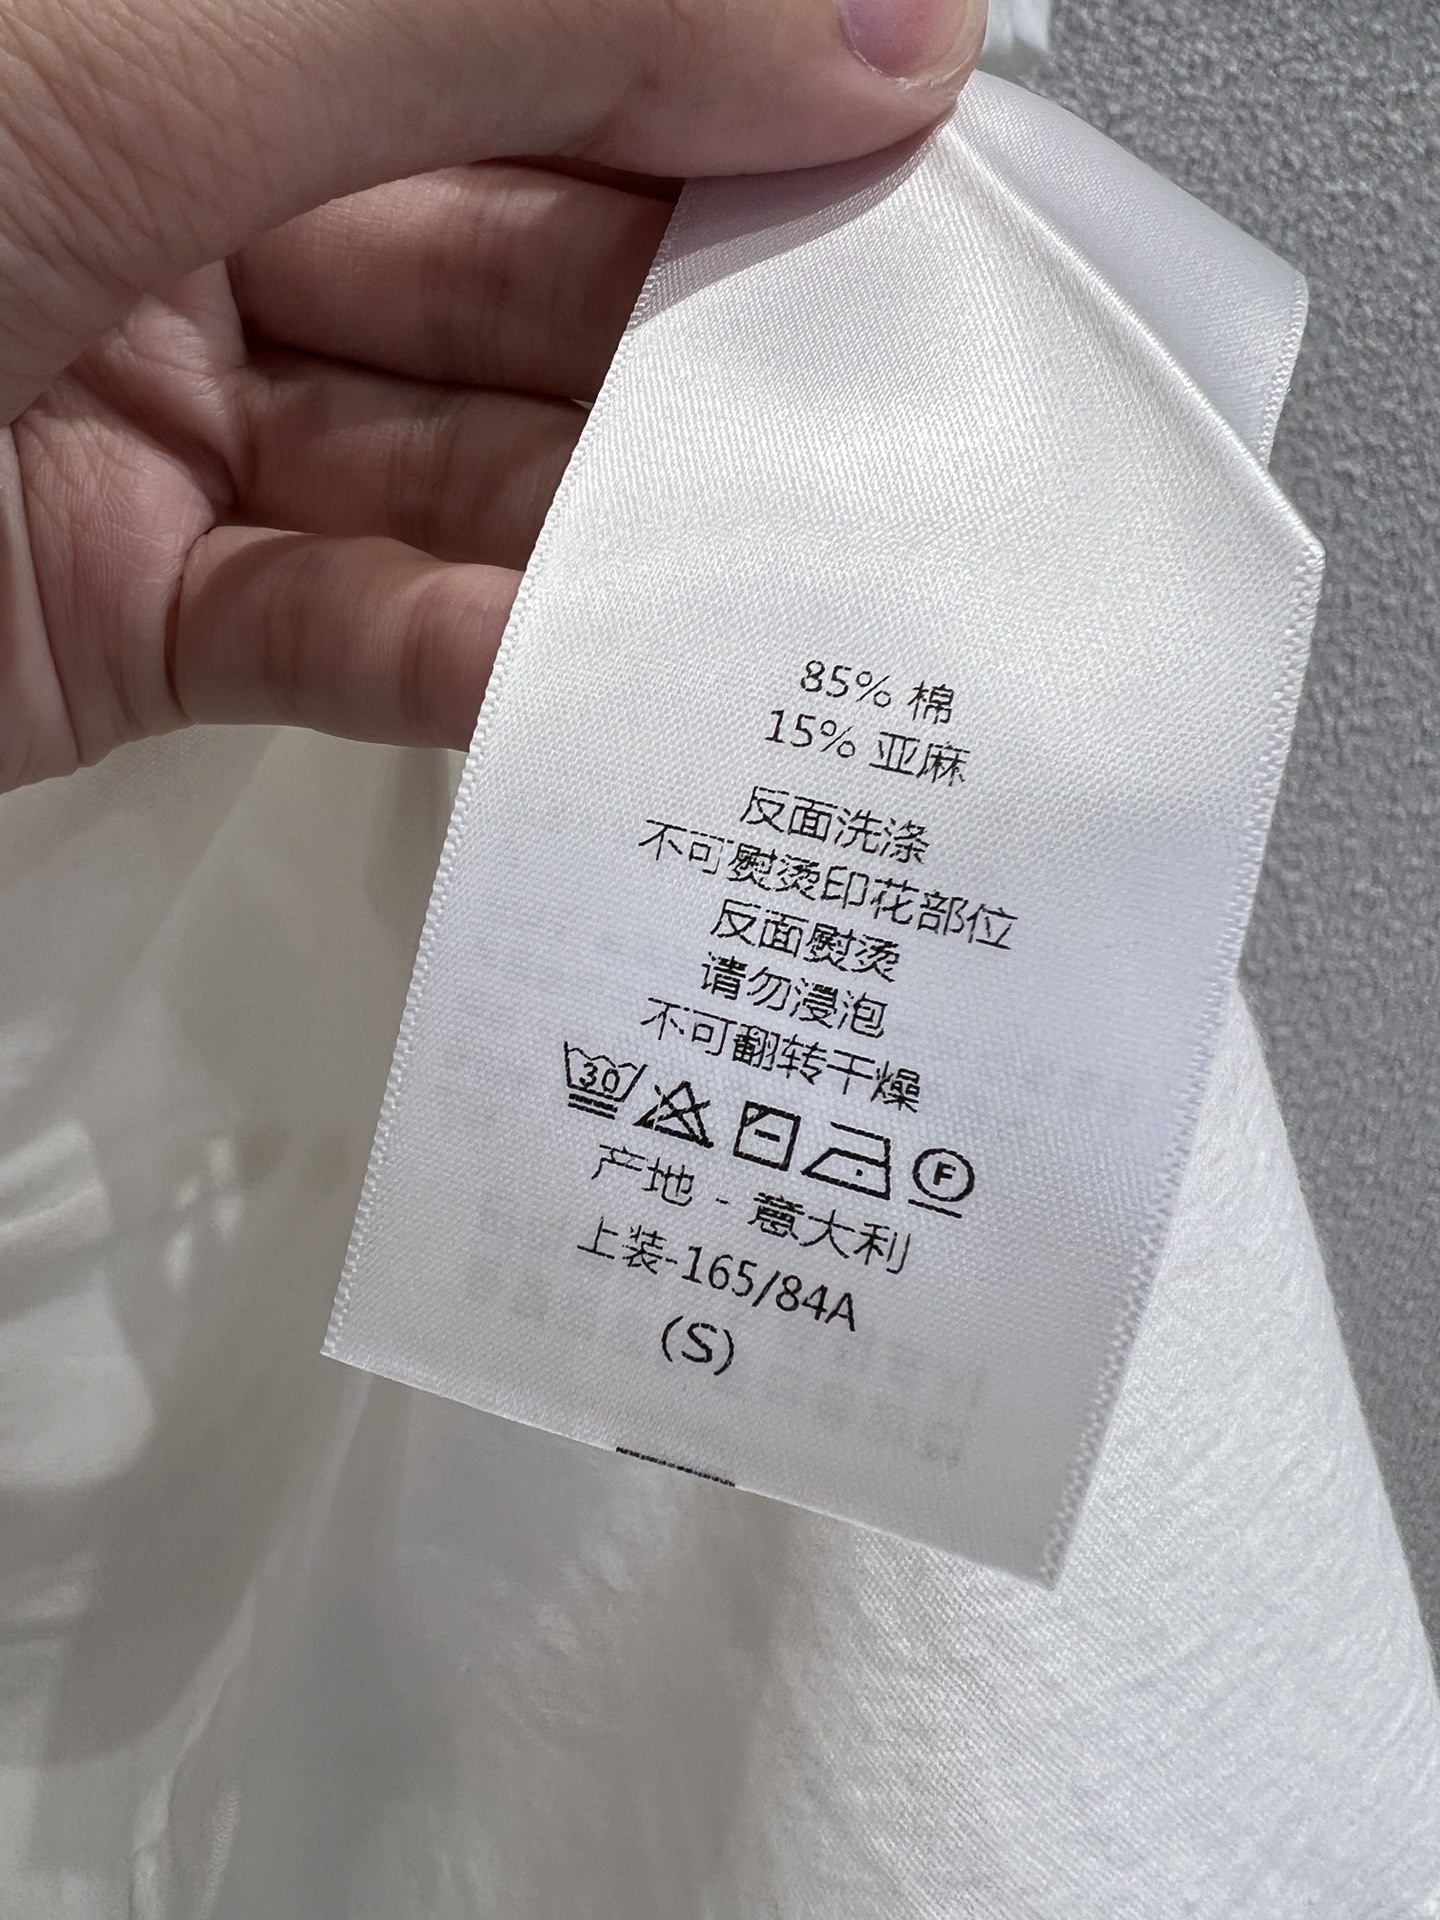 85% 棉
15% 亚麻
反面洗涤
不可熨烫印花部位
反面熨烫
请勿浸泡
不可翻转干燥
30
F
产地 - 意大利
上装-165/84A
(S)